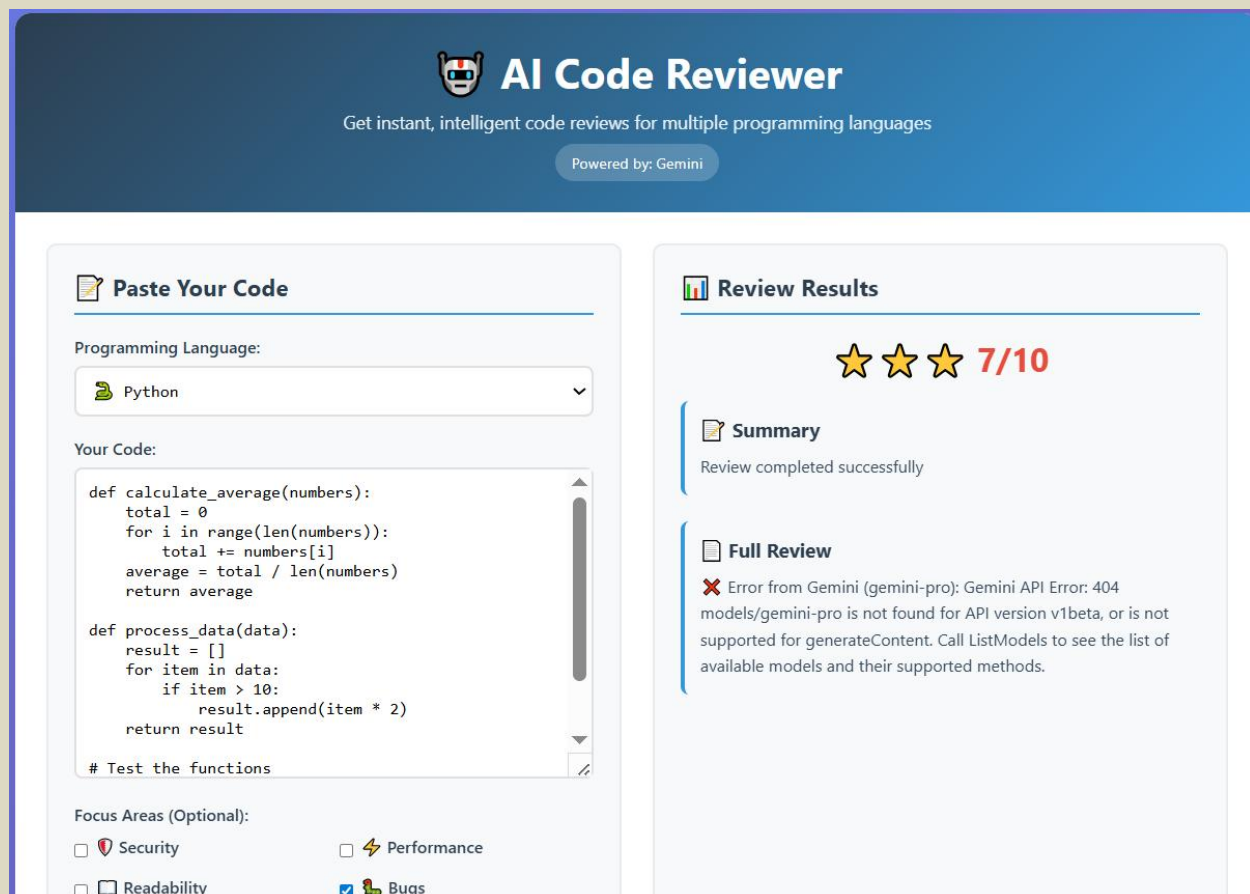 AI Code Reviewer
Get instant, intelligent code reviews for multiple programming languages
Powered by: Gemini
Paste Your Code
Programming Language:
Python
Your Code:
def calculate_average(numbers):
    total = 0
    for i in range(len(numbers)):
        total += numbers[i]
    average = total / len(numbers)
    return average
def process_data(data):
    result = []
    for item in data:
        if item > 10:
            result.append(item * 2)
    return result
# Test the functions
Focus Areas (Optional):
Security
Performance
Readability
Bugs
Review Results
7/10
Summary
Review completed successfully
Full Review
❌ Error from Gemini (gemini-pro): Gemini API Error: 404
models/gemini-pro is not found for API version v1beta, or is not
supported for generateContent. Call ListModels to see the list of
available models and their supported methods.